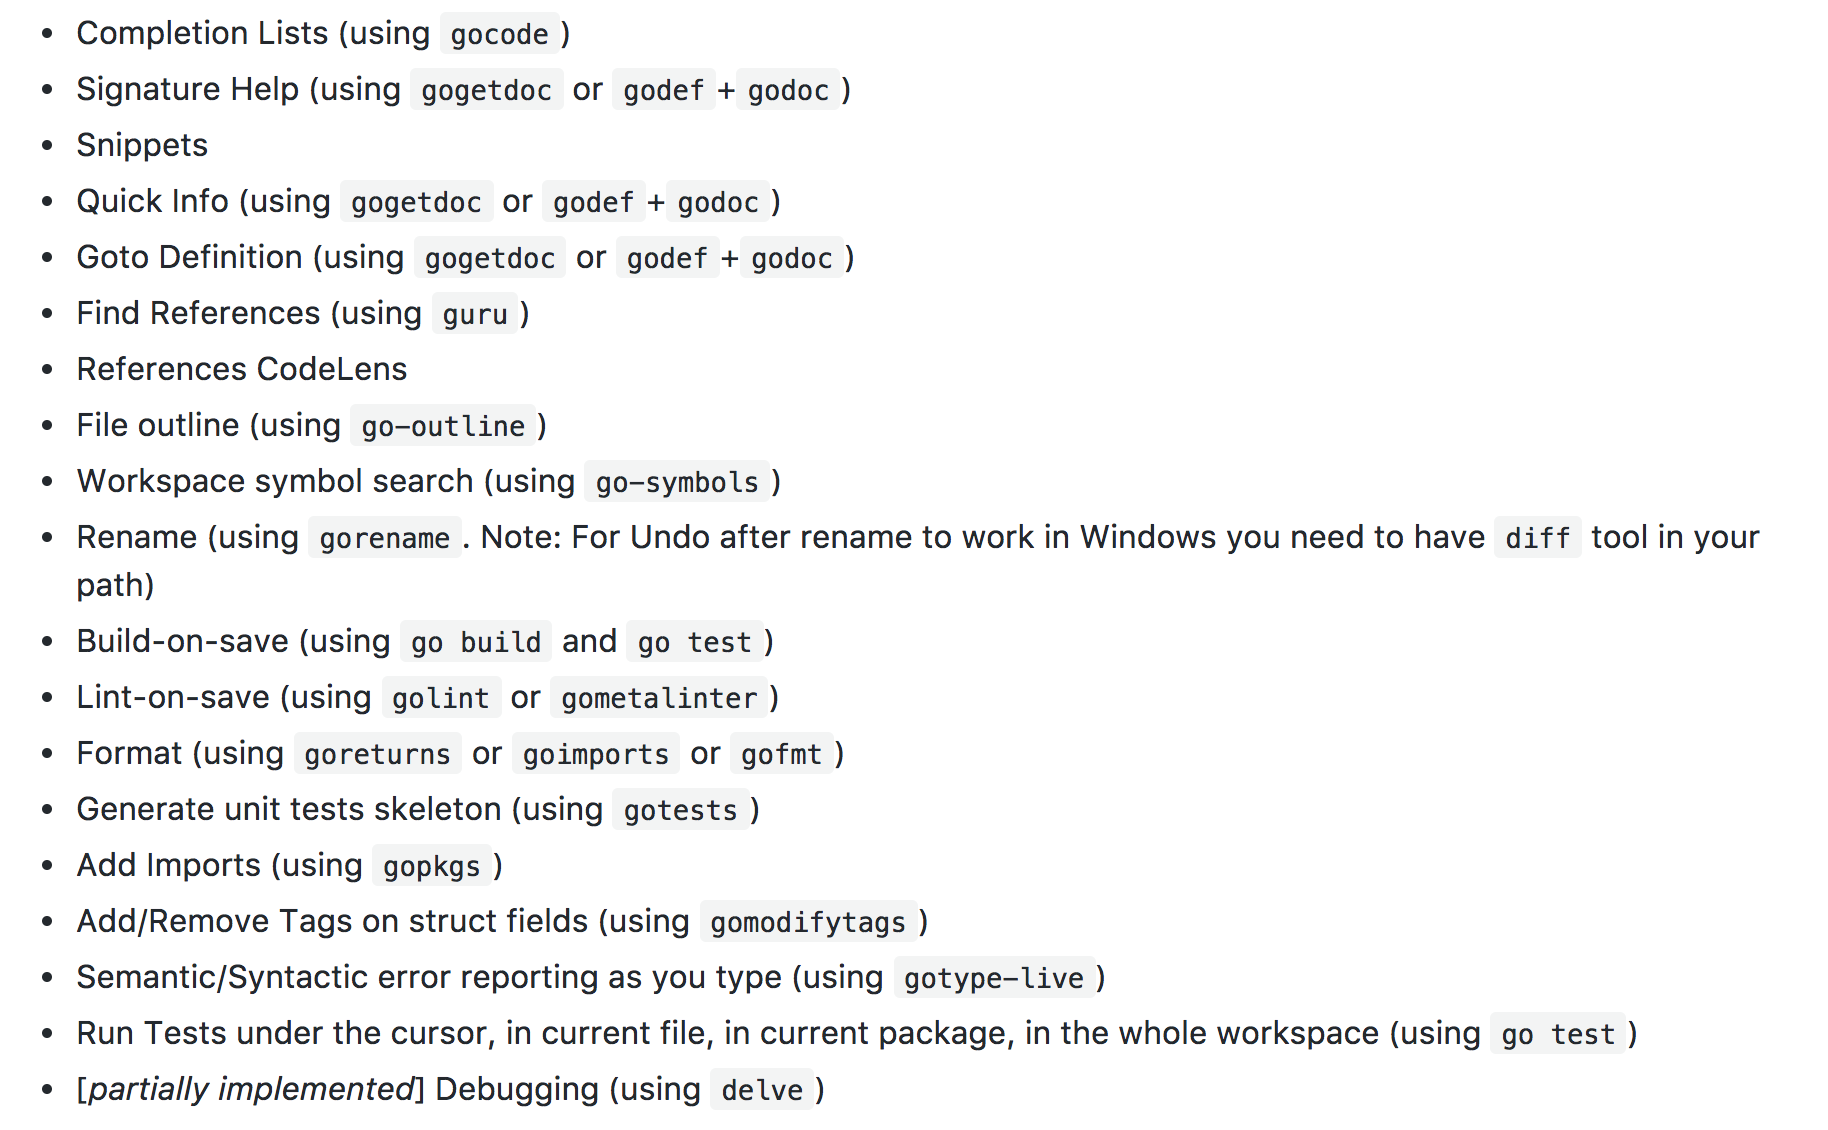 • Completion Lists (using gocode )
• Signature Help (using gogetdoc or godef + godoc )
• Snippets
• Quick Info (using gogetdoc or godef + godoc )
• Goto Definition (using gogetdoc or godef + godoc )
• Find References (using guru )
• References CodeLens
• File outline (using go-outline )
• Workspace symbol search (using go-symbols )
• Rename (using gorename . Note: For Undo after rename to work in Windows you need to have diff tool in your
path)
• Build-on-save (using go build and go test )
• Lint-on-save (using golint or gometalinter )
• Format (using goreturns or goimports or gofmt )
• Generate unit tests skeleton (using gotests )
• Add Imports (using gopkgs )
• Add/Remove Tags on struct fields (using gomodifytags )
• Semantic/Syntactic error reporting as you type (using gotype-live )
• Run Tests under the cursor, in current file, in current package, in the whole workspace (using go test )
• [partially implemented] Debugging (using delve )